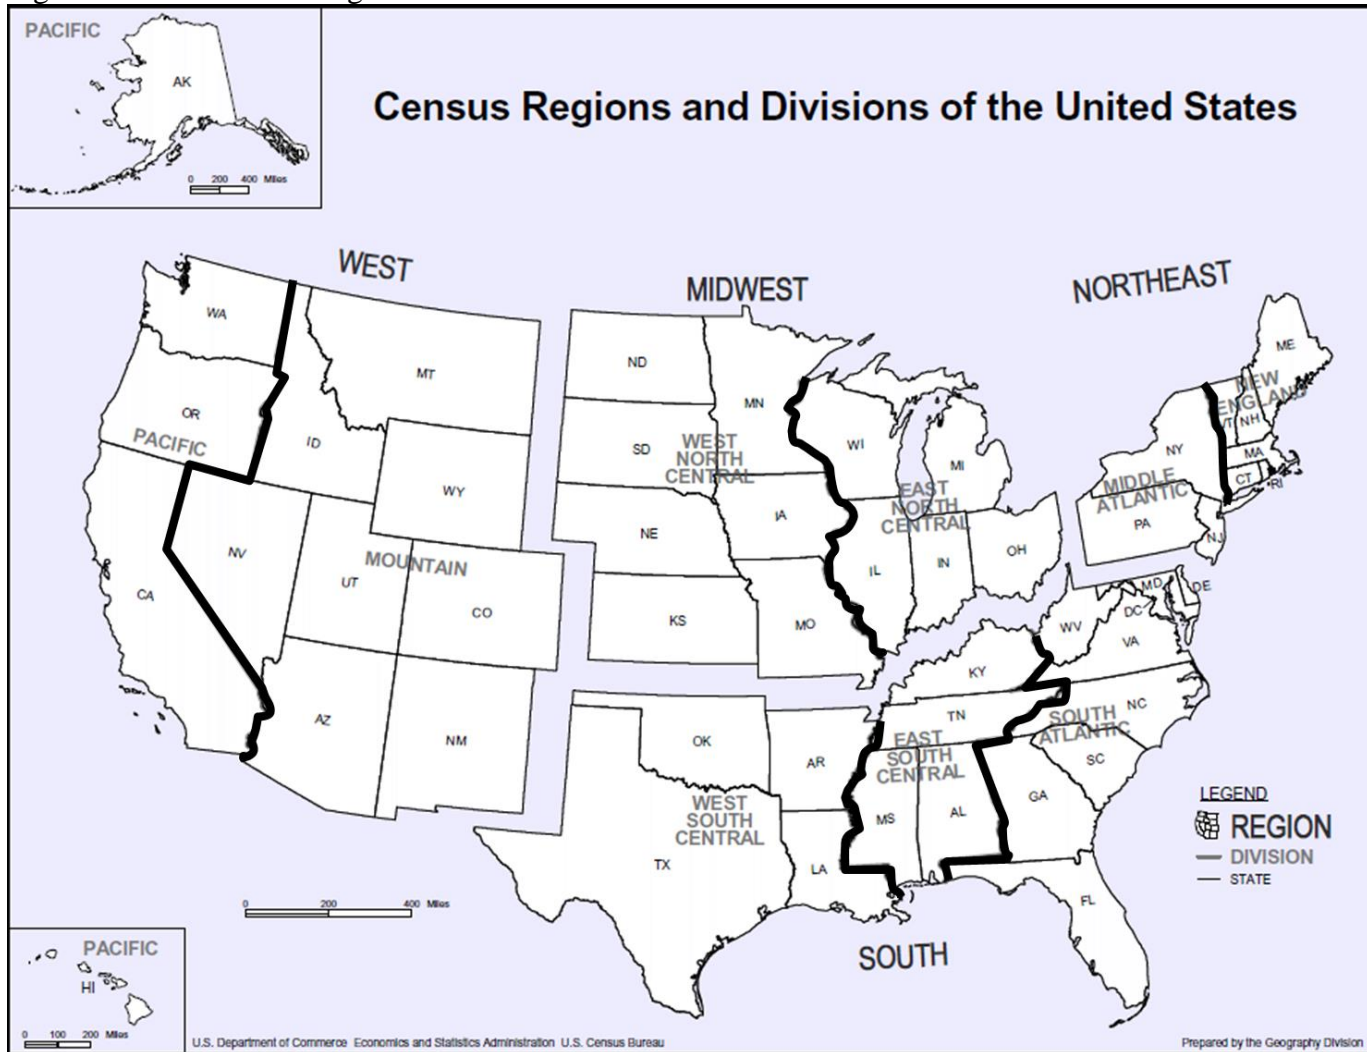 PACIFIC
AK
0 200 400 Miles
Census Regions and Divisions of the United States
WEST
MIDWEST
NORTHEAST
WA
MT
ND
MN
ME
OR
PACIFIC
ID
SD
WEST
NORTH
CENTRAL
WI
MI
NY
NEW
ENGLAND
VT
NH
MA
CT
RI
MIDDLE
ATLANTIC
WY
EAST
NORTH
CENTRAL
IA
PA
NJ
NV
NE
OH
MOUNTAIN
UT
CO
IL
IN
MD
DE
DC
CA
KS
MO
WV
VA
KY
AZ
NM
OK
AR
TN
NC
SOUTH
ATLANTIC
EAST
SOUTH
CENTRAL
SC
WEST
SOUTH
CENTRAL
MS
AL
GA
TX
LA
FL
LEGEND
REGION
DIVISION
STATE
0 200 400 Miles
SOUTH
PACIFIC
HI
0 100 200 Miles
U.S. Department of Commerce Economics and Statistics Administration U.S. Census Bureau
Prepared by the Geography Division